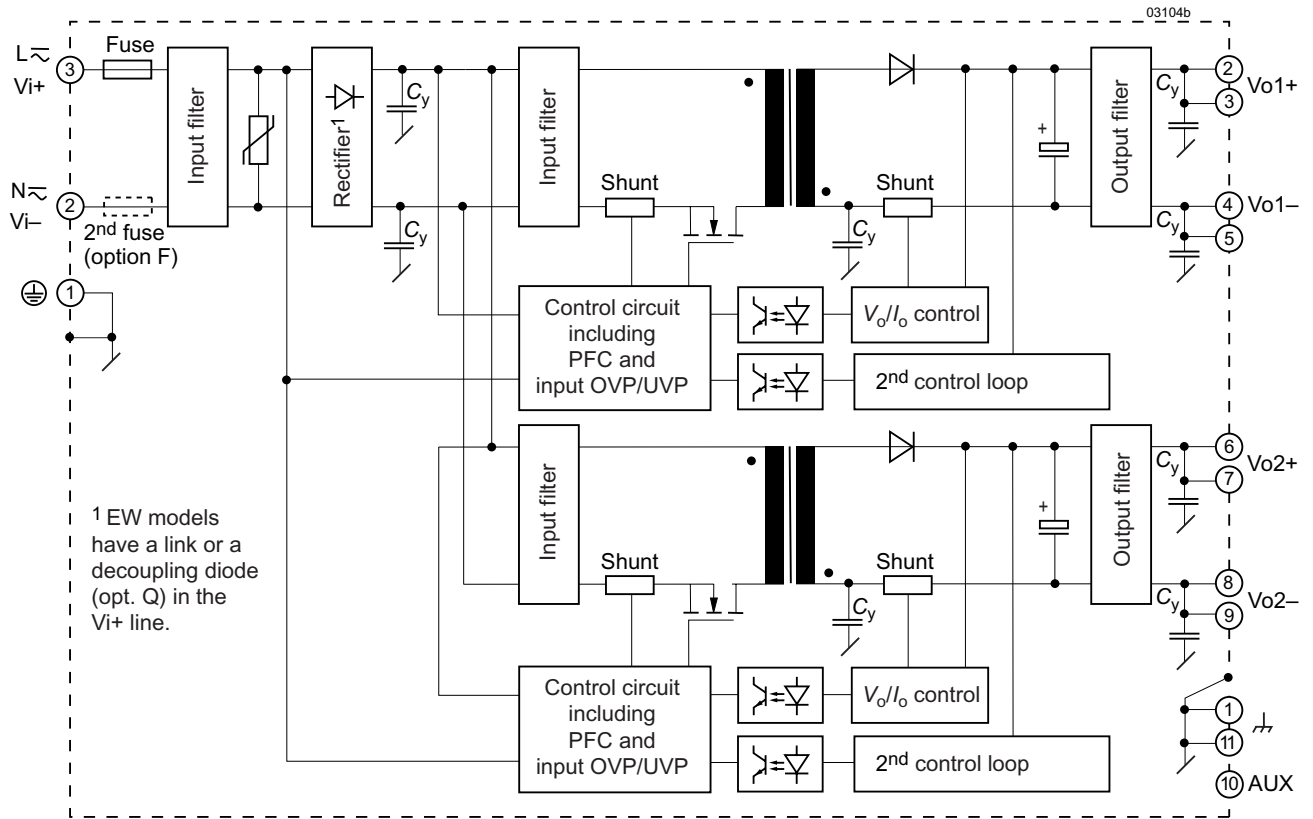 03104b
L
Fuse
3
Vi+
Input filter
Rectifier1
Cy
Input filter
Cy
2
Vo1+
3
+
Output filter
N
2
Vi–
2nd fuse
(option F)
Cy
Shunt
Shunt
Cy
Cy
4
Vo1–
5
1
Control circuit
including
PFC and
input OVP/UVP
Vo/Io control
2nd control loop
Input filter
Cy
6
Vo2+
7
+
Output filter
1 EW models
have a link or a
decoupling diode
(opt. Q) in the
Vi+ line.
Shunt
Shunt
Cy
Cy
8
Vo2–
9
Control circuit
including
PFC and
input OVP/UVP
Vo/Io control
2nd control loop
1
11
10
AUX